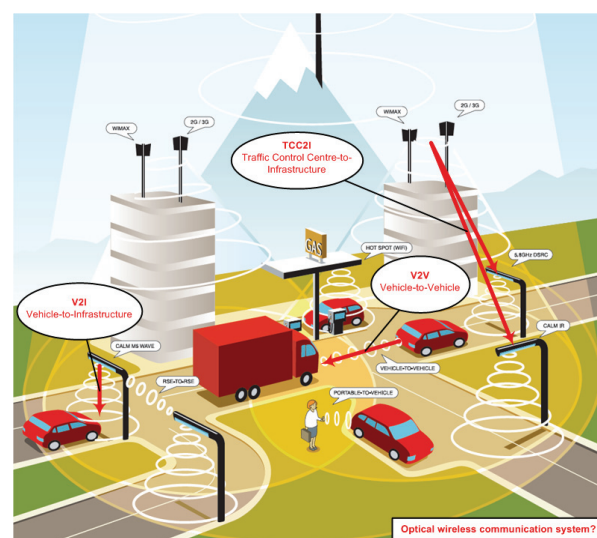 WiMAX
2G / 3G
WiMAX
2G / 3G
TCC2I
Traffic Control Centre-to-
Infrastructure
GAS
HOT SPOT (WiFi)
5.8GHz DSRC
V2V
Vehicle-to-Vehicle
V2I
Vehicle-to-Infrastructure
CALM M5 WAVE
CALM IR
RSE-TO-RSE
VEHICLE-TO-VEHICLE
PORTABLE-TO-VEHICLE
Optical wireless communication system?